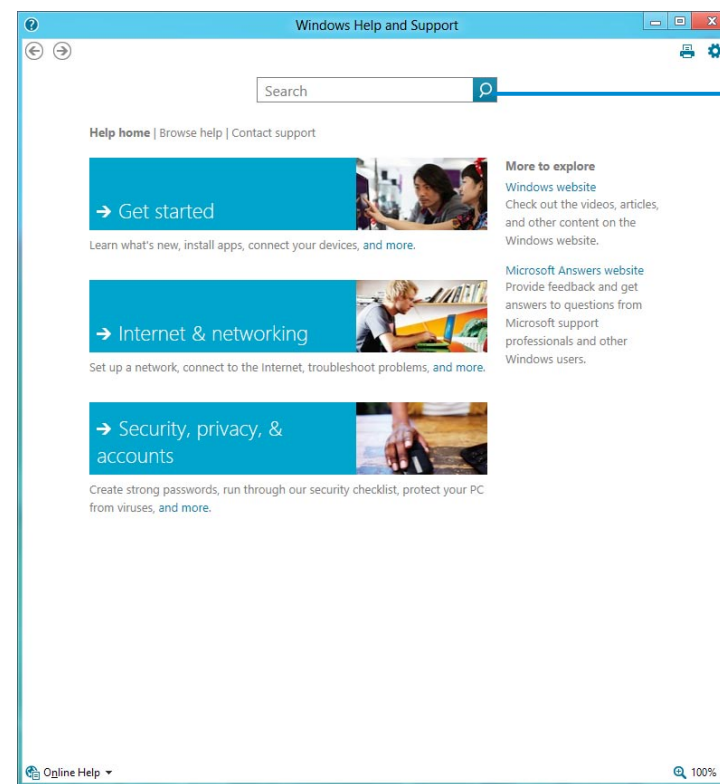 Windows Help and Support
Search
Help home | Browse help | Contact support
→ Get started
Learn what's new, install apps, connect your devices, and more.
→ Internet & networking
Set up a network, connect to the Internet, troubleshoot problems, and more.
→ Security, privacy, &
accounts
Create strong passwords, run through our security checklist, protect your PC
from viruses, and more.
More to explore
Windows website
Check out the videos, articles,
and other content on the
Windows website.
Microsoft Answers website
Provide feedback and get
answers to questions from
Microsoft support
professionals and other
Windows users.
Online Help
100%